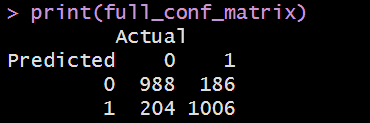 > print(full_conf_matrix)
         Actual
Predicted    0    1
        0  988  186
        1  204 1006